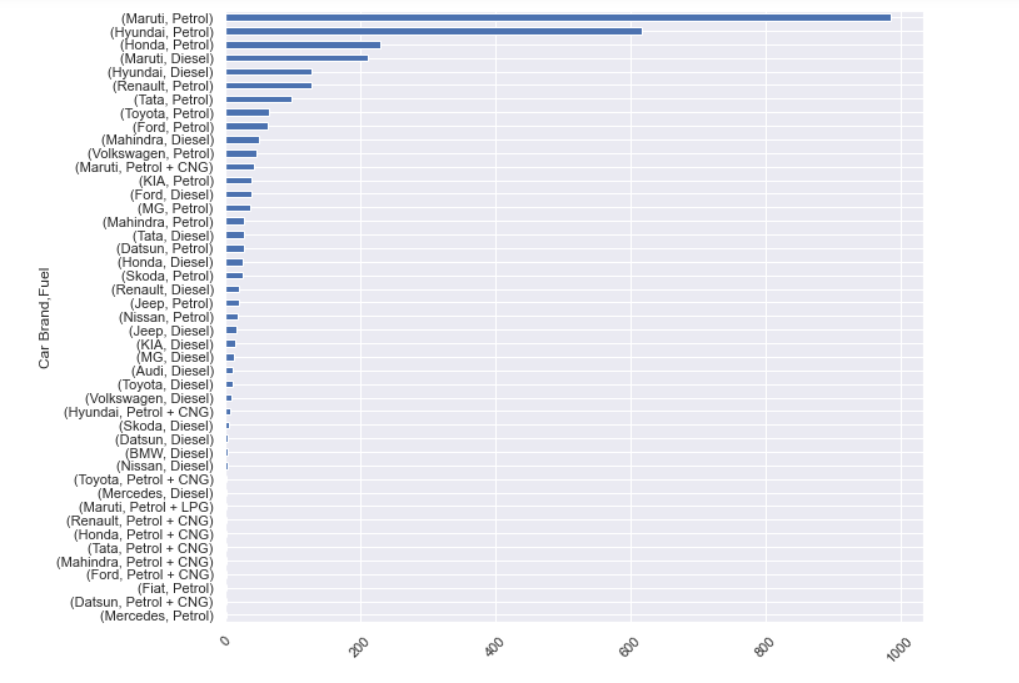 (Maruti, Petrol)
(Hyundai, Petrol)
(Honda, Petrol)
(Maruti, Diesel)
(Hyundai, Diesel)
(Renault, Petrol)
(Tata, Petrol)
(Toyota, Petrol)
(Ford, Petrol)
(Mahindra, Diesel)
(Volkswagen, Petrol)
(Maruti, Petrol + CNG)
(KIA, Petrol)
(Ford, Diesel)
(MG, Petrol)
(Mahindra, Petrol)
(Tata, Diesel)
(Datsun, Petrol)
(Honda, Diesel)
(Skoda, Petrol)
(Renault, Diesel)
(Jeep, Petrol)
(Nissan, Petrol)
(Jeep, Diesel)
(KIA, Diesel)
(MG, Diesel)
(Audi, Diesel)
(Toyota, Diesel)
(Volkswagen, Diesel)
(Hyundai, Petrol + CNG)
(Skoda, Diesel)
(Datsun, Diesel)
(BMW, Diesel)
(Nissan, Diesel)
(Toyota, Petrol + CNG)
(Mercedes, Diesel)
(Maruti, Petrol + LPG)
(Renault, Petrol + CNG)
(Honda, Petrol + CNG)
(Tata, Petrol + CNG)
(Mahindra, Petrol + CNG)
(Ford, Petrol + CNG)
(Fiat, Petrol)
(Datsun, Petrol + CNG)
(Mercedes, Petrol)
Car Brand,Fuel
0 200 400 600 800 1000